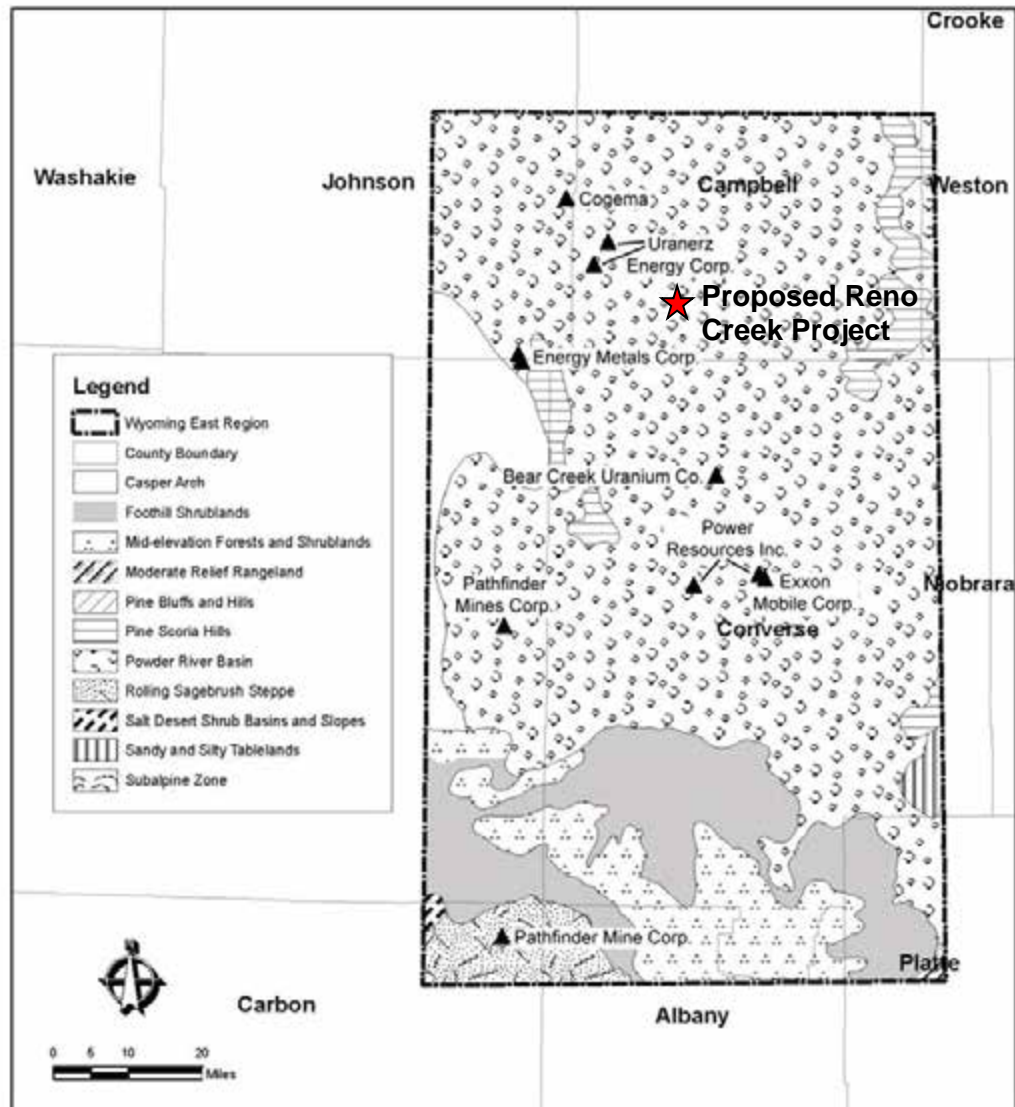 Crooke
Washakie
Johnson
Campbell
Weston
Cogema
Uranerz
Energy Corp.
Proposed Reno
Creek Project
Energy Metals Corp.
Legend
Wyoming East Region
County Boundary
Casper Arch
Foothill Shrublands
Mid-elevation Forests and Shrublands
Moderate Relief Rangeland
Pine Bluffs and Hills
Pine Scoria Hills
Powder River Basin
Rolling Sagebrush Steppe
Salt Desert Shrub Basins and Slopes
Sandy and Silty Tablelands
Subalpine Zone
Bear Creek Uranium Co.
Power
Resources Inc.
Pathfinder
Mines Corp.
Exxon
Mobile Corp.
Niobrara
Converse
Pathfinder Mine Corp.
Platte
Carbon
Albany
0 5 10 20
Miles